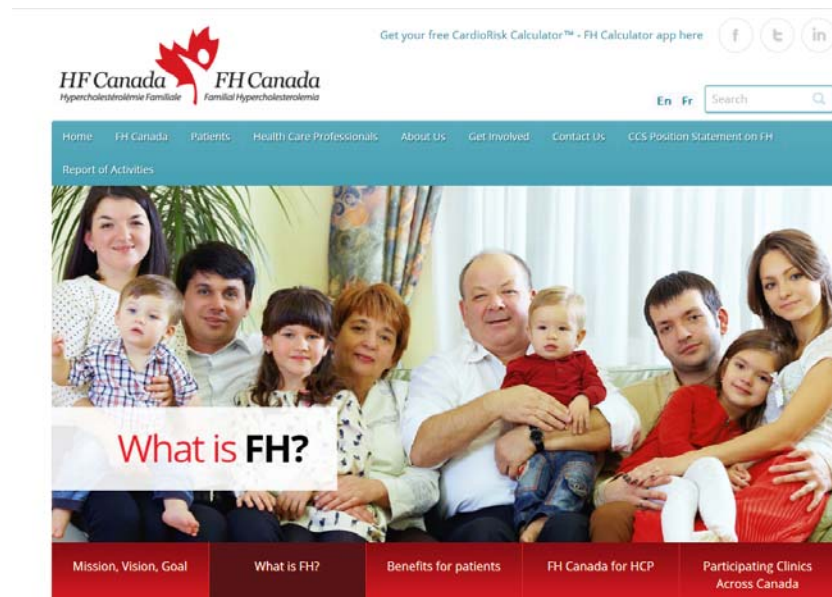 Get your free CardioRisk Calculator™ - FH Calculator app here
f t in
HF Canada FH Canada
Hypercholestérolémie Familiale Familial Hypercholesterolemia
En Fr Search
Home FH Canada Patients Health Care Professionals About Us Get Involved Contact Us CCS Position Statement on FH
Report of Activities
What is FH?
Mission, Vision, Goal What is FH? Benefits for patients FH Canada for HCP Participating Clinics
Across Canada